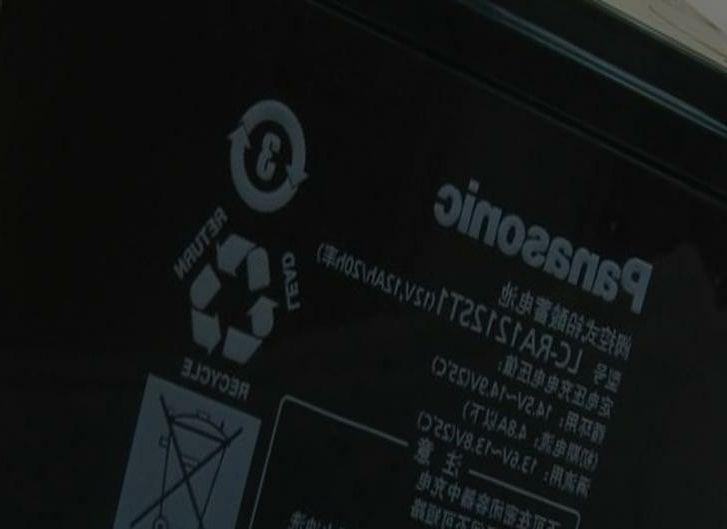 Panasonic
阀控式铅酸蓄电池
型号 LC-RA1212ST1(12V,12Ah/20h率)
定电压充电电压值:
循环用: 14.5V~14.9V(25℃)
(初期电流: 4.8A以下)
浮流用: 13.6V~13.8V(25℃)
注 意
3
RETURN
RECYCLE